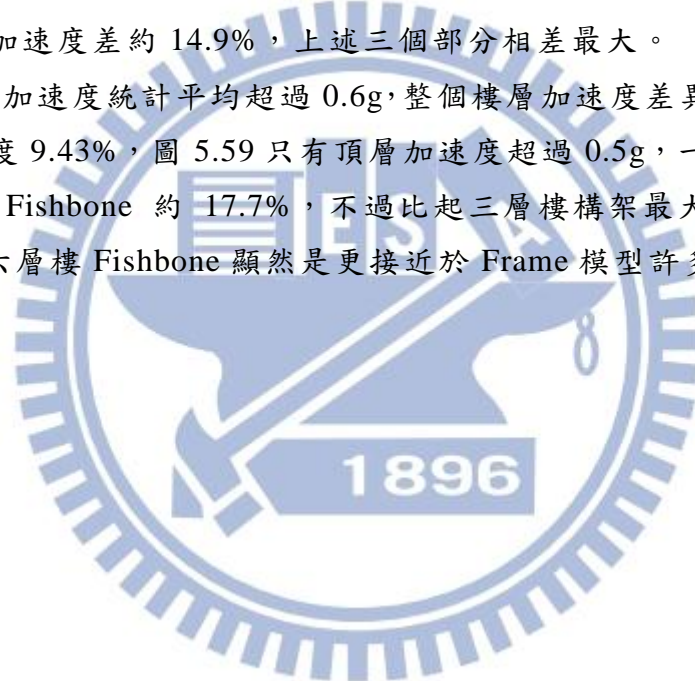 加速度差約 14.9%，上述三個部分相差最大。
加速度統計平均超過 0.6g，整個樓層加速度差異
度 9.43%，圖 5.59 只有頂層加速度超過 0.5g，一
Fishbone 約 17.7%，不過比起三層樓構架最大
六層樓 Fishbone 顯然是更接近於 Frame 模型許多
E S A
8
1896